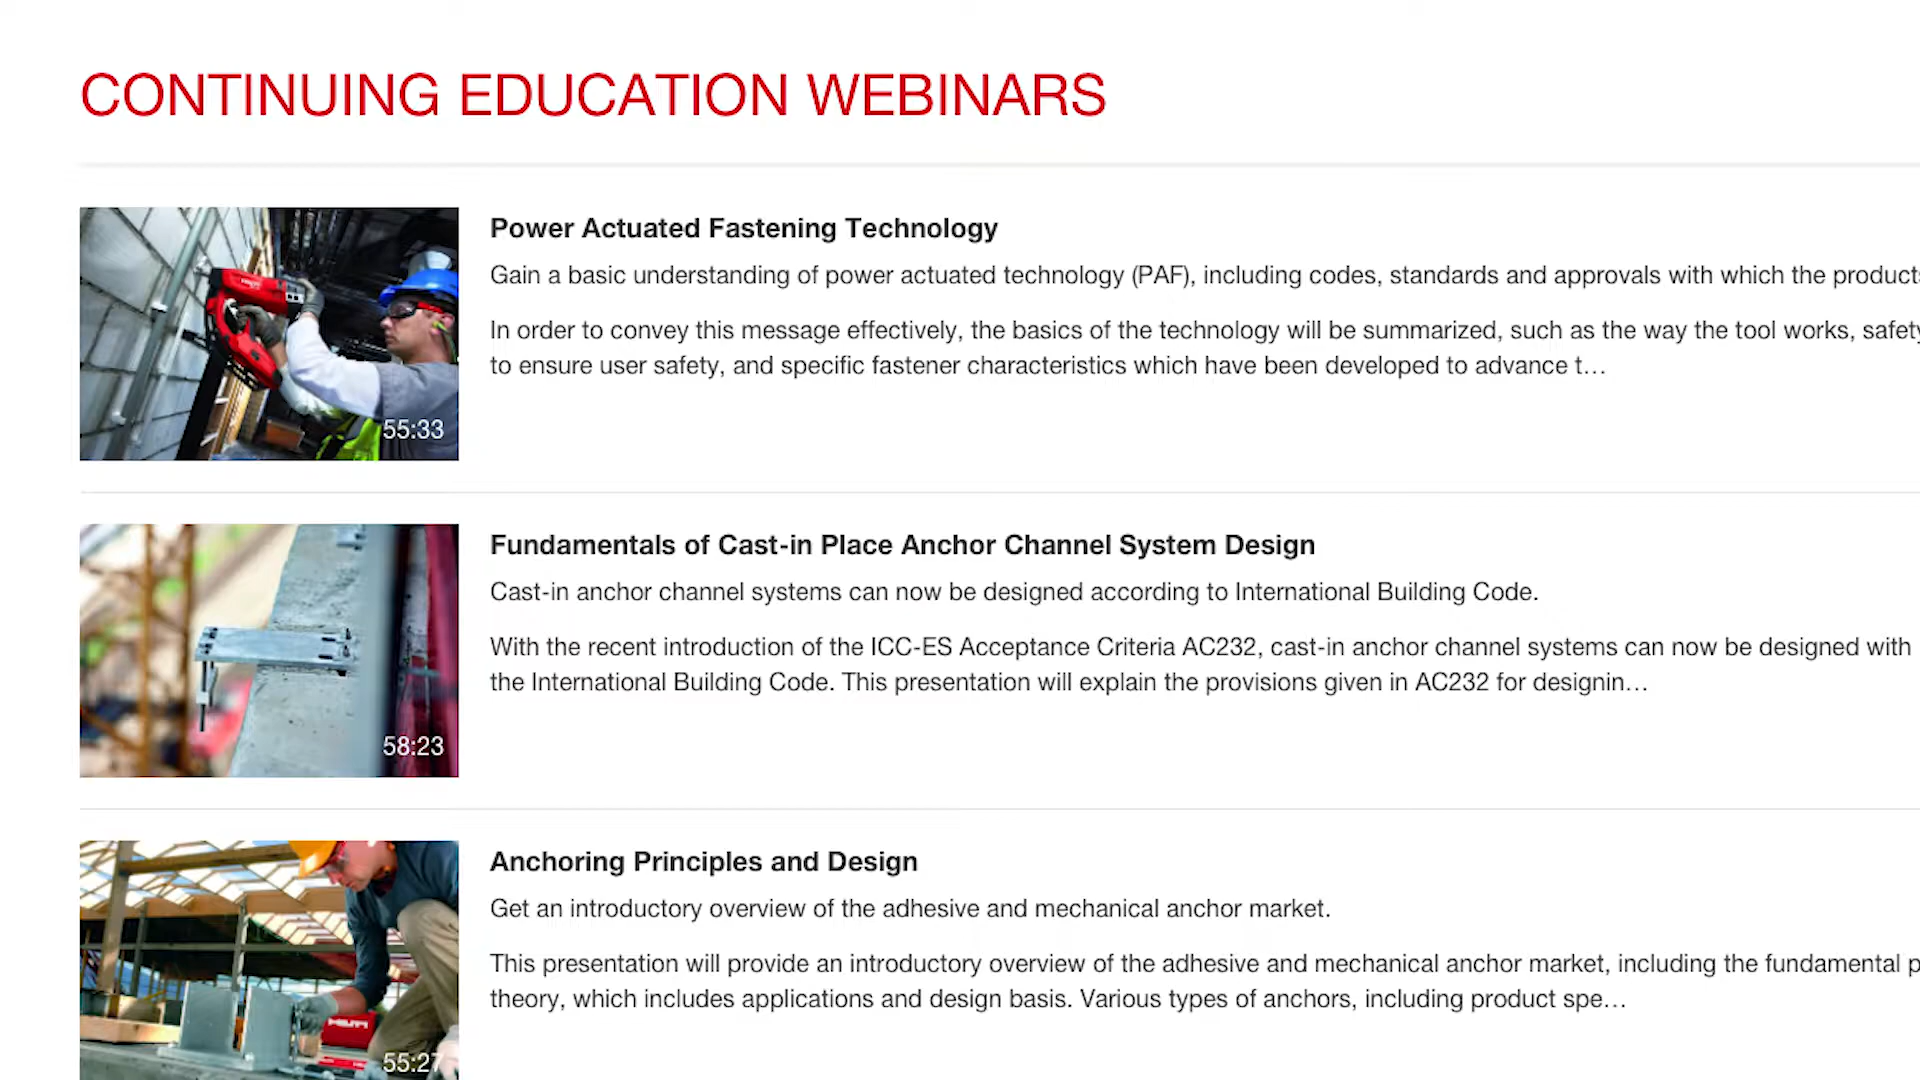 CONTINUING EDUCATION WEBINARS
Power Actuated Fastening Technology
Gain a basic understanding of power actuated technology (PAF), including codes, standards and approvals with which the product
In order to convey this message effectively, the basics of the technology will be summarized, such as the way the tool works, safety
to ensure user safety, and specific fastener characteristics which have been developed to advance t…
55:33
Fundamentals of Cast-in Place Anchor Channel System Design
Cast-in anchor channel systems can now be designed according to International Building Code.
With the recent introduction of the ICC-ES Acceptance Criteria AC232, cast-in anchor channel systems can now be designed with
the International Building Code. This presentation will explain the provisions given in AC232 for designin…
58:23
Anchoring Principles and Design
Get an introductory overview of the adhesive and mechanical anchor market.
This presentation will provide an introductory overview of the adhesive and mechanical anchor market, including the fundamental p
theory, which includes applications and design basis. Various types of anchors, including product spe…
HILTI
55:27